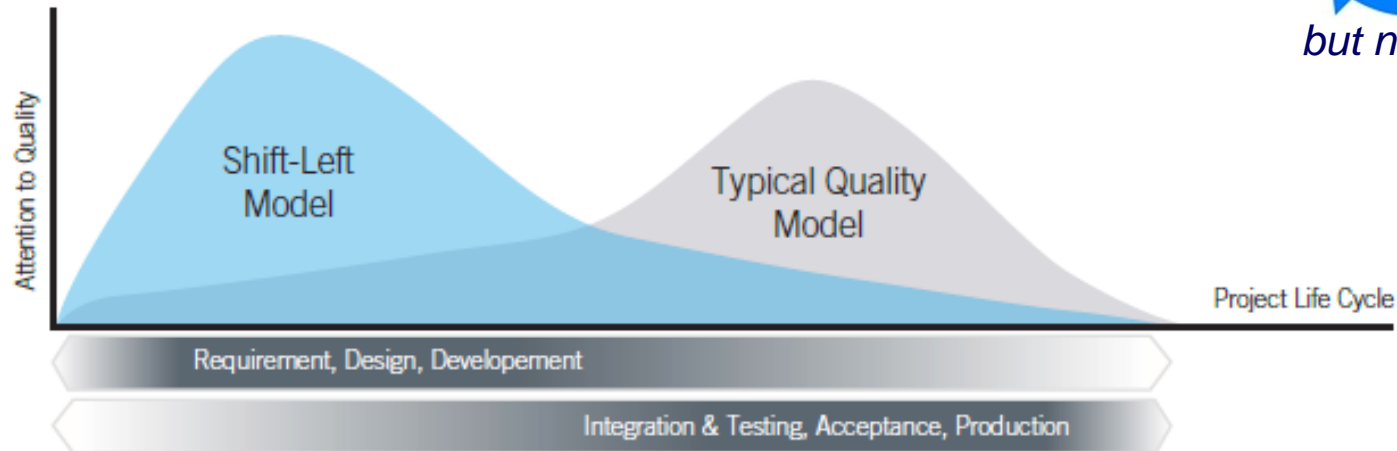 but n
Attention to Quality
Shift-Left
Model
Typical Quality
Model
Project Life Cycle
Requirement, Design, Developement
Integration & Testing, Acceptance, Production